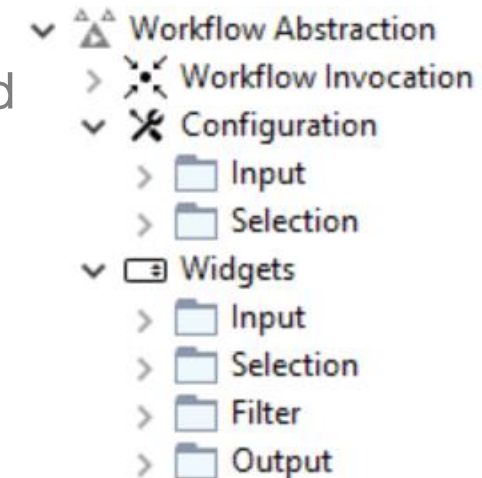 Workflow Abstraction
d
Workflow Invocation
Configuration
Input
Selection
Widgets
Input
Selection
Filter
Output